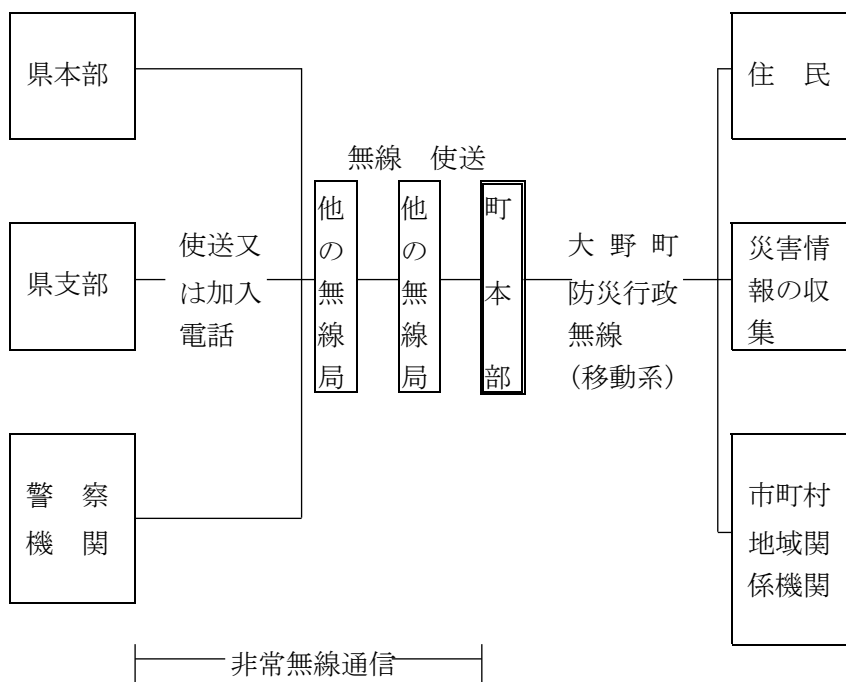 県本部
住　民
無線　使送
県支部
使送又
は加入
電話
他の無線局
他の無線局
町本部
大野町
防災行政
無線
（移動系）
災害情
報の収
集
警　察
機　関
市町村
地域関
係機関
非常無線通信